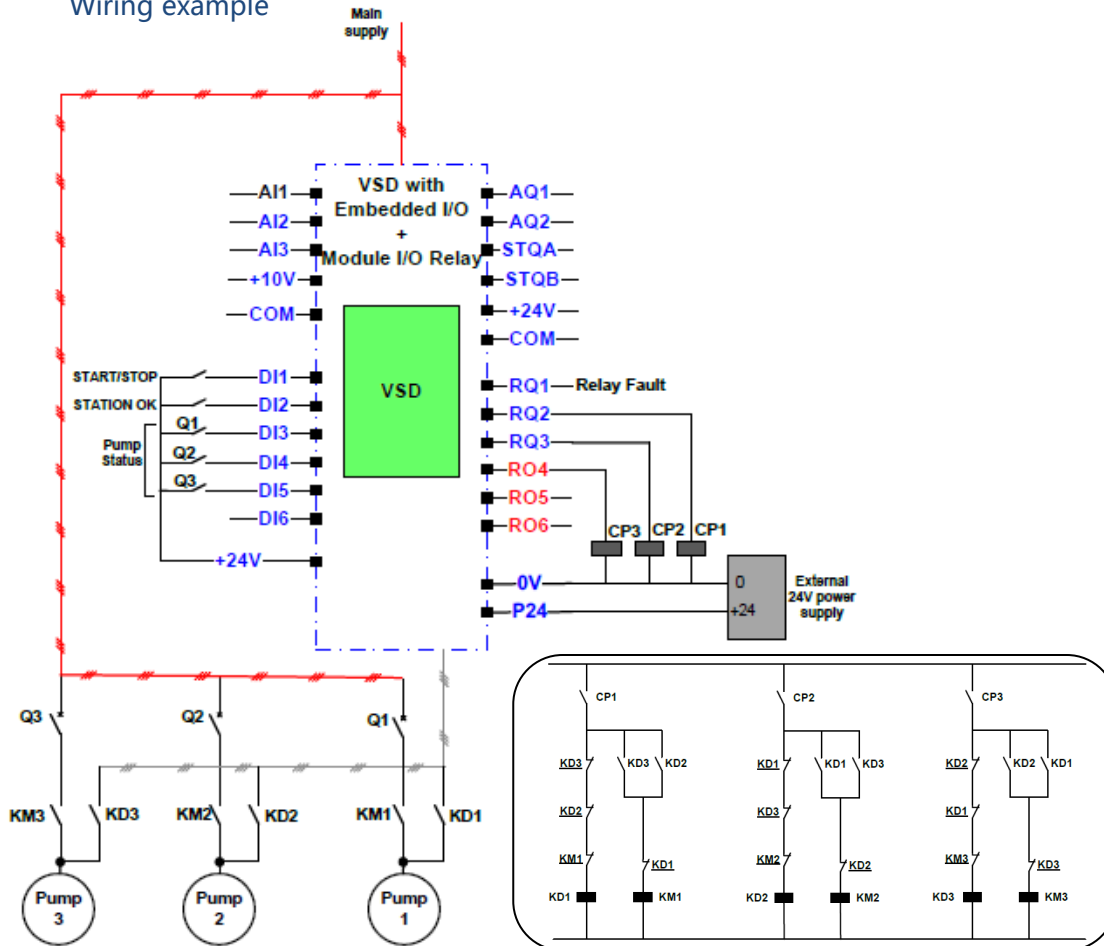 Wiring example
Main
supply
VSD with
Embedded I/O
+
Module I/O Relay
AI1
AI2
AI3
+10V
COM
AQ1
AQ2
STQA
STQB
+24V
COM
VSD
START/STOP
DI1
STATION OK
DI2
Pump
Status
Q1
DI3
Q2
DI4
Q3
DI5
DI6
+24V
RQ1
Relay Fault
RQ2
RQ3
RO4
RO5
RO6
CP3
CP2
CP1
0V
P24
0
+24
External
24V power
supply
Q3
Q2
Q1
KM3
KD3
KM2
KD2
KM1
KD1
Pump
3
Pump
2
Pump
1
CP1
CP2
CP3
KD3
KD3
KD2
KD1
KD1
KD3
KD2
KD2
KD1
KD2
KD3
KD1
KM1
KD1
KM2
KD2
KM3
KD3
KD1
KM1
KD2
KM2
KD3
KM3